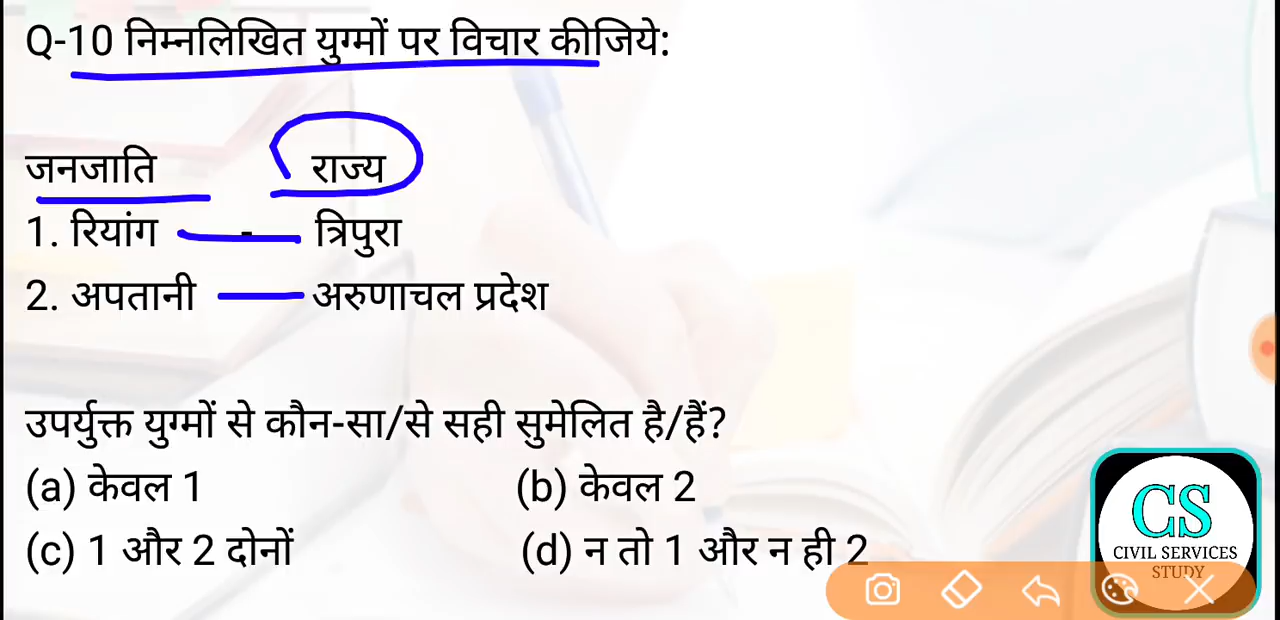 Q-10 निम्नलिखित युग्मों पर विचार कीजिये:
जनजाति राज्य
1. रियांग - त्रिपुरा
2. अपतानी अरुणाचल प्रदेश
उपर्युक्त युग्मों से कौन-सा/से सही सुमेलित है/हैं?
(a) केवल 1 (b) केवल 2
(c) 1 और 2 दोनों (d) न तो 1 और न ही 2
CS
CIVIL SERVICES
STUDY